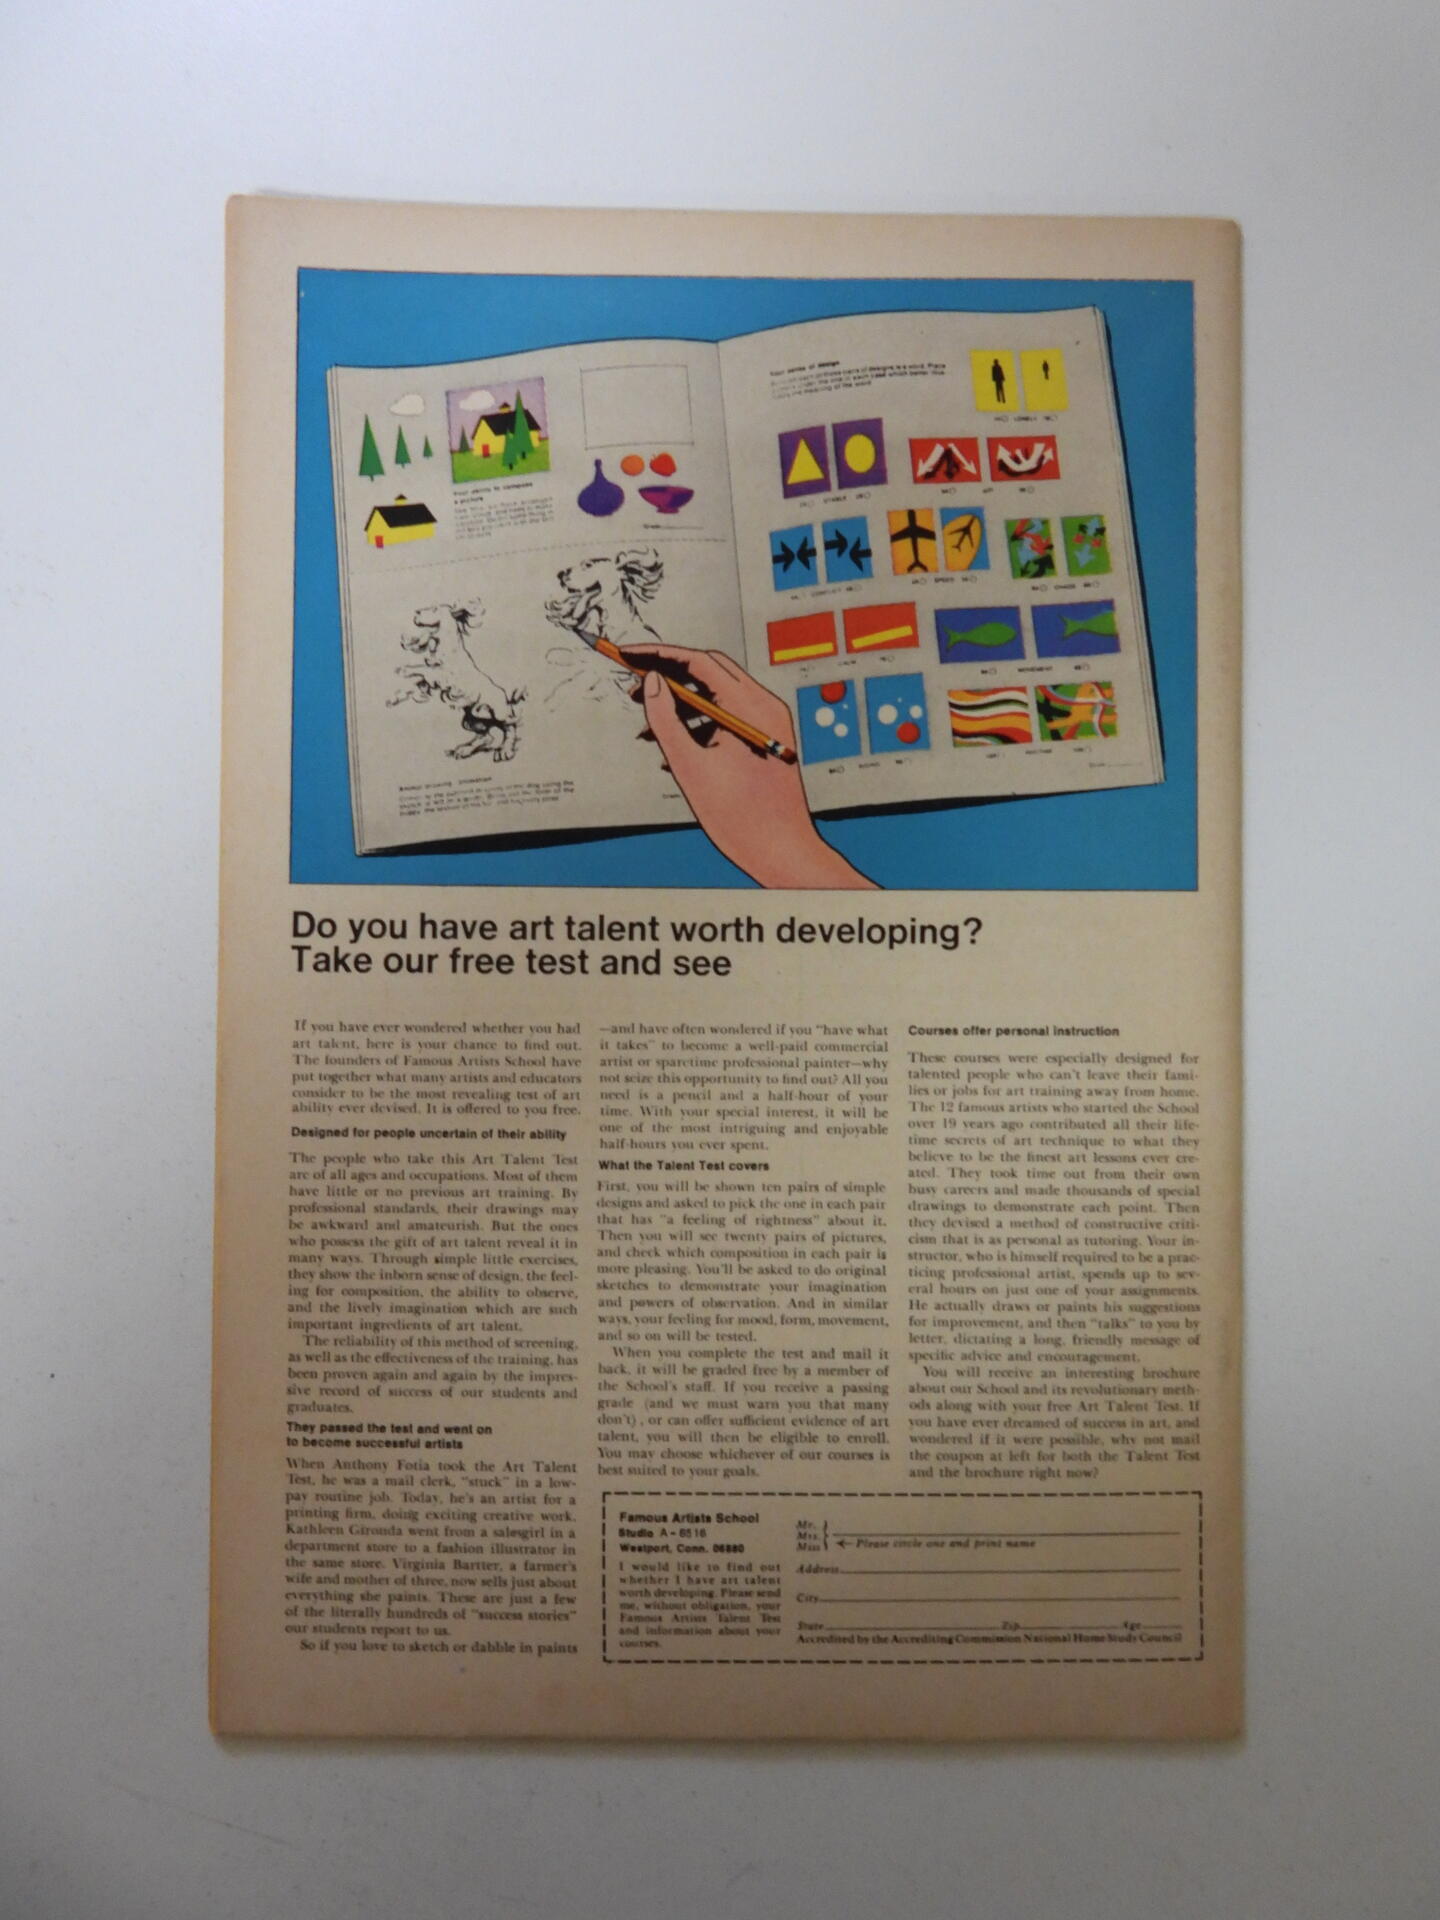 Your sense of design
Your ability to compose
a picture
Do you have art talent worth developing?
Take our free test and see
If you have ever wondered whether you had
art talent, here is your chance to find out.
The founders of Famous Artists School have
put together what many artists and educators
consider to be the most revealing test of art
ability ever devised. It is offered to you free.
Designed for people uncertain of their ability
The people who take this Art Talent Test
are of all ages and occupations. Most of them
have little or no previous art training. By
professional standards, their drawings may
be awkward and amateurish. But the ones
who possess the gift of art talent reveal it in
many ways. Through simple little exercises,
they show the inborn sense of design, the feel-
ing for composition, the ability to observe,
and the lively imagination which are such
important ingredients of art talent.
The reliability of this method of screening,
as well as the effectiveness of the training, has
been proven again and again by the impres-
sive record of success of our students and
graduates.
They passed the test and went on
to become successful artists
When Anthony Fotia took the Art Talent
Test, he was a mail clerk, "stuck" in a low-
pay routine job. Today, he's an artist for a
printing firm, doing exciting creative work.
Kathleen Gironda went from a salesgirl in a
department store to a fashion illustrator in
the same store. Virginia Bartter, a farmer's
wife and mother of three, now sells just about
everything she paints. These are just a few
of the literally hundreds of "success stories"
our students report to us.
So if you love to sketch or dabble in paints
—and have often wondered if you "have what
it takes" to become a well-paid commercial
artist or sparetime professional painter—why
not seize this opportunity to find out? All you
need is a pencil and a half-hour of your
time. With your special interest, it will be
one of the most intriguing and enjoyable
half-hours you ever spent.
What the Talent Test covers
First, you will be shown ten pairs of simple
designs and asked to pick the one in each pair
that has "a feeling of rightness" about it.
Then you will see twenty pairs of pictures,
and check which composition in each pair is
more pleasing. You'll be asked to do original
sketches to demonstrate your imagination
and powers of observation. And in similar
ways, your feeling for mood, form, movement,
and so on will be tested.
When you complete the test and mail it
back, it will be graded free by a member of
the School's staff. If you receive a passing
grade (and we must warn you that many
don't), or can offer sufficient evidence of art
talent, you will then be eligible to enroll.
You may choose whichever of our courses is
best suited to your goals.
Courses offer personal instruction
These courses were especially designed for
talented people who can't leave their fami-
lies or jobs for art training away from home.
The 12 famous artists who started the School
over 19 years ago contributed all their life-
time secrets of art technique to what they
believe to be the finest art lessons ever cre-
ated. They took time out from their own
busy careers and made thousands of special
drawings to demonstrate each point. Then
they devised a method of constructive criti-
cism that is as personal as tutoring. Your in-
structor, who is himself required to be a prac-
ticing professional artist, spends up to sev-
eral hours on just one of your assignments.
He actually draws or paints his suggestions
for improvement, and then "talks" to you by
letter, dictating a long, friendly message of
specific advice and encouragement.
You will receive an interesting brochure
about our School and its revolutionary meth-
ods along with your free Art Talent Test. If
you have ever dreamed of success in art, and
wondered if it were possible, why not mail
the coupon at left for both the Talent Test
and the brochure right now?
Famous Artists School
Studio A-6516
Westport, Conn. 06880
I would like to find out
whether I have art talent
worth developing. Please send
me, without obligation, your
Famous Artists Talent Test
and information about your
courses.
Mr.
Mrs.
Miss
Please circle one and print name
Address
City
State Zip Age
Accredited by the Accrediting Commission National Home Study Council